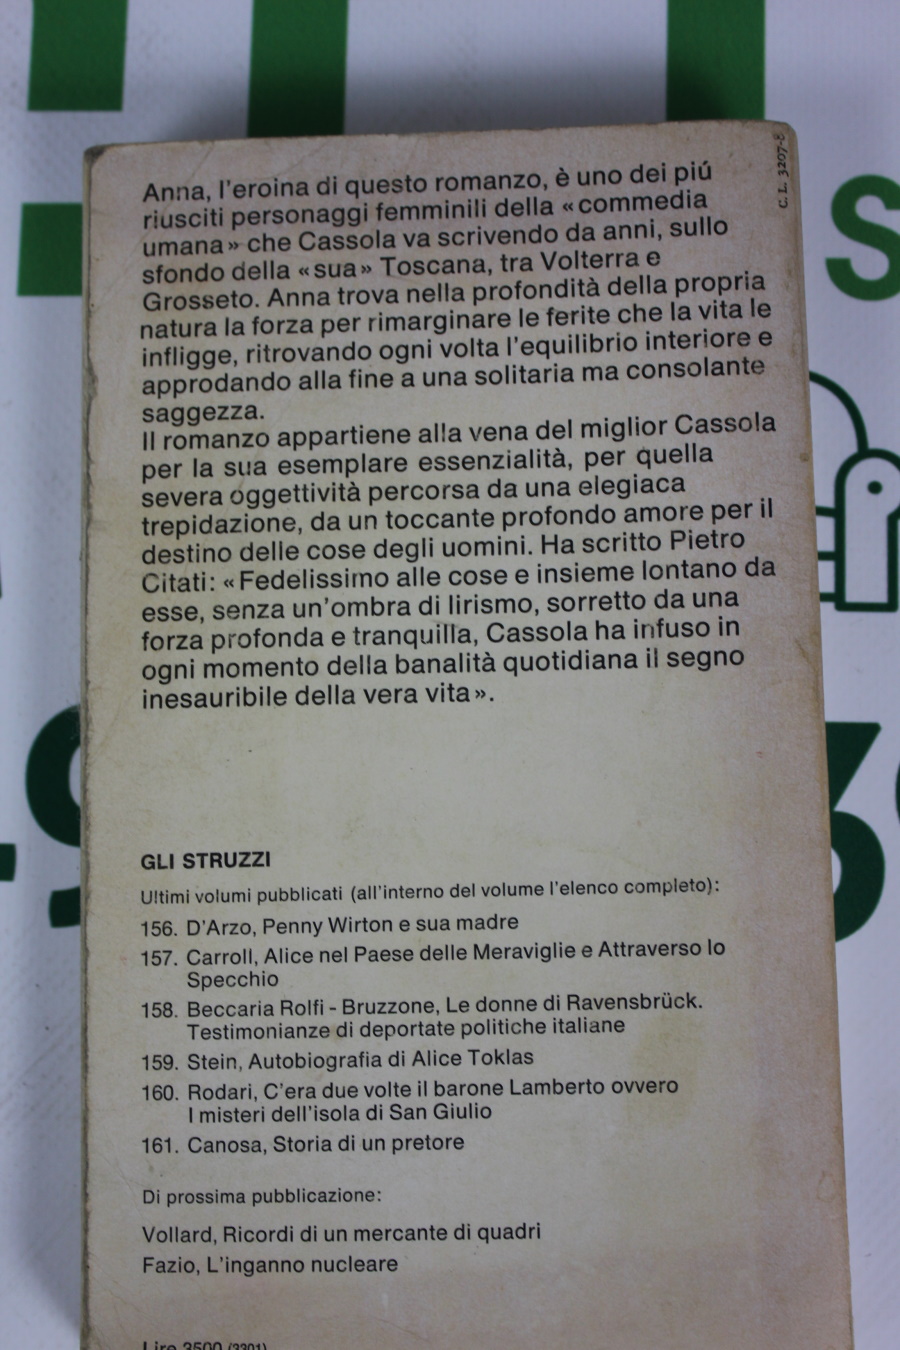 C. L. 3207-8
Anna, l'eroina di questo romanzo, è uno dei piú
riusciti personaggi femminili della «commedia
umana» che Cassola va scrivendo da anni, sullo
sfondo della «sua» Toscana, tra Volterra e
Grosseto. Anna trova nella profondità della propria
natura la forza per rimarginare le ferite che la vita le
infligge, ritrovando ogni volta l'equilibrio interiore e
approdando alla fine a una solitaria ma consolante
saggezza.
Il romanzo appartiene alla vena del miglior Cassola
per la sua esemplare essenzialità, per quella
severa oggettività percorsa da una elegiaca
trepidazione, da un toccante profondo amore per il
destino delle cose degli uomini. Ha scritto Pietro
Citati: «Fedelissimo alle cose e insieme lontano da
esse, senza un'ombra di lirismo, sorretto da una
forza profonda e tranquilla, Cassola ha infuso in
ogni momento della banalità quotidiana il segno
inesauribile della vera vita».
GLI STRUZZI
Ultimi volumi pubblicati (all'interno del volume l'elenco completo):
156. D'Arzo, Penny Wirton e sua madre
157. Carroll, Alice nel Paese delle Meraviglie e Attraverso lo
Specchio
158. Beccaria Rolfi - Bruzzone, Le donne di Ravensbrück.
Testimonianze di deportate politiche italiane
159. Stein, Autobiografia di Alice Toklas
160. Rodari, C'era due volte il barone Lamberto ovvero
I misteri dell'isola di San Giulio
161. Canosa, Storia di un pretore
Di prossima pubblicazione:
Vollard, Ricordi di un mercante di quadri
Fazio, L'inganno nucleare
Lire 3500 (3301)